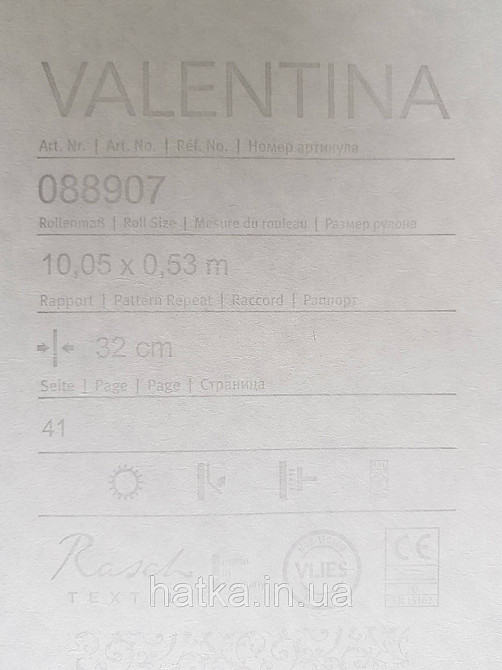 VALENTINA
Art. Nr. | Art. No. | Réf. No. | Номер артикула
088907
Rollenmaß | Roll Size | Mesure du rouleau | Размер рулона
10,05 x 0,53 m
Rapport | Pattern Repeat | Raccord | Раппорт
32 cm
Seite | Page | Page | Страница
41
Rasch
VLIES
CE
hatka.in.ua